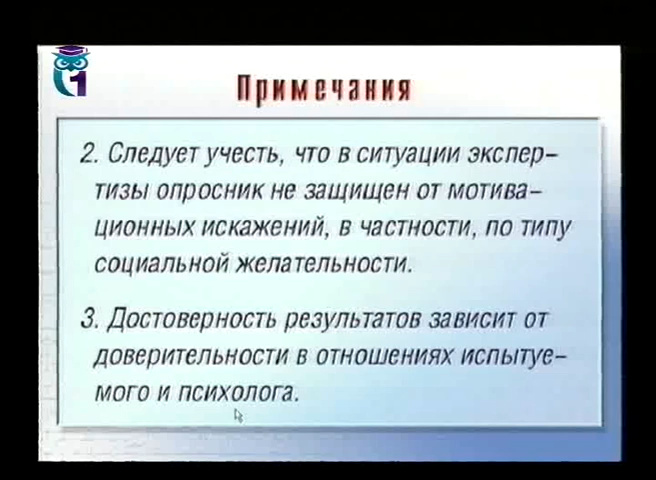 1
Примечания
2. Следует учесть, что в ситуации экспер-
тизы опросник не защищен от мотива-
ционных искажений, в частности, по типу
социальной желательности.
3. Достоверность результатов зависит от
доверительности в отношениях испытуе-
мого и психолога.